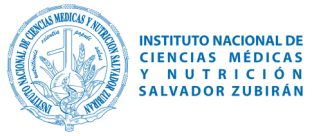 INSTITUTO NACIONAL DE CIENCIAS MEDICAS Y NUTRICION SALVADOR ZUBIRAN
INSTITUTO NACIONAL DE
CIENCIAS MÉDICAS
Y NUTRICIÓN
SALVADOR ZUBIRÁN